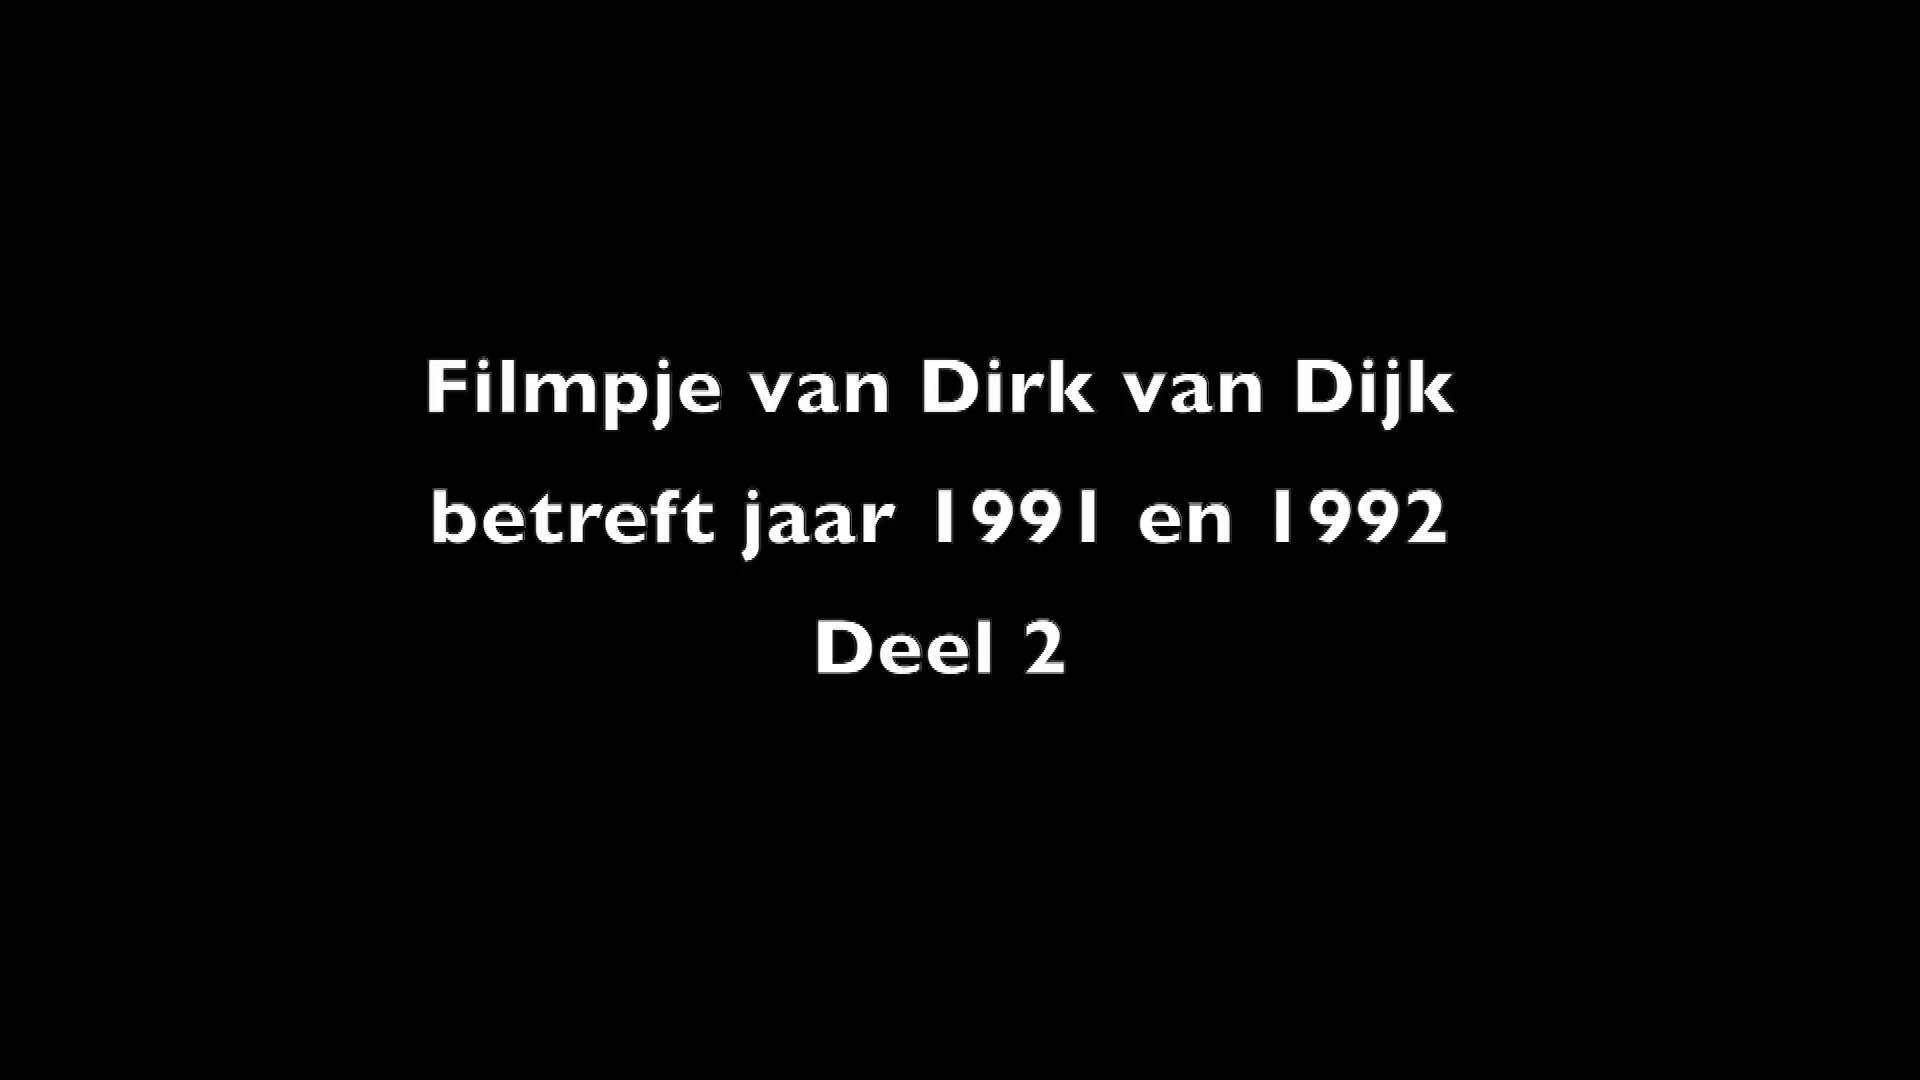 Filmpje van Dirk van Dijk
betreft jaar 1991 en 1992
Deel 2